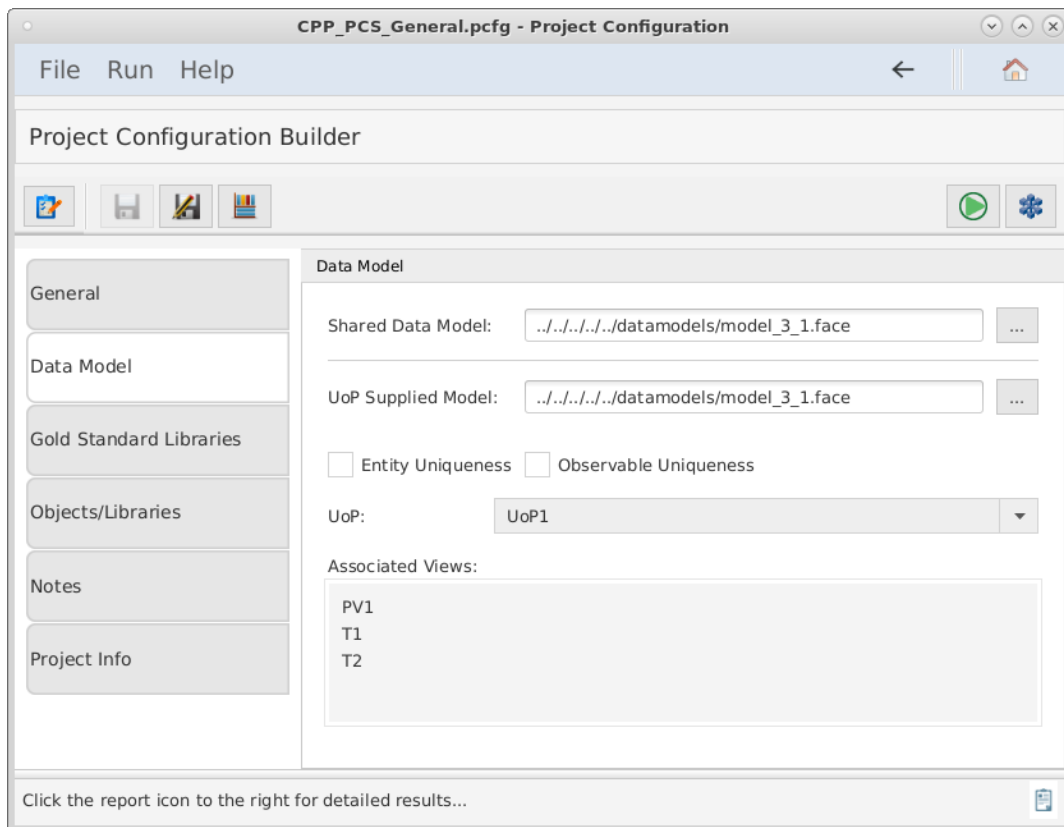 CPP_PCS_General.pcfg - Project Configuration
File Run Help
Project Configuration Builder
General
Data Model
Gold Standard Libraries
Objects/Libraries
Notes
Project Info
Data Model
Shared Data Model: ../../../../../datamodels/model_3_1.face ...
UoP Supplied Model: ../../../../../datamodels/model_3_1.face ...
Entity Uniqueness Observable Uniqueness
UoP: UoP1
Associated Views:
PV1
T1
T2
Click the report icon to the right for detailed results...